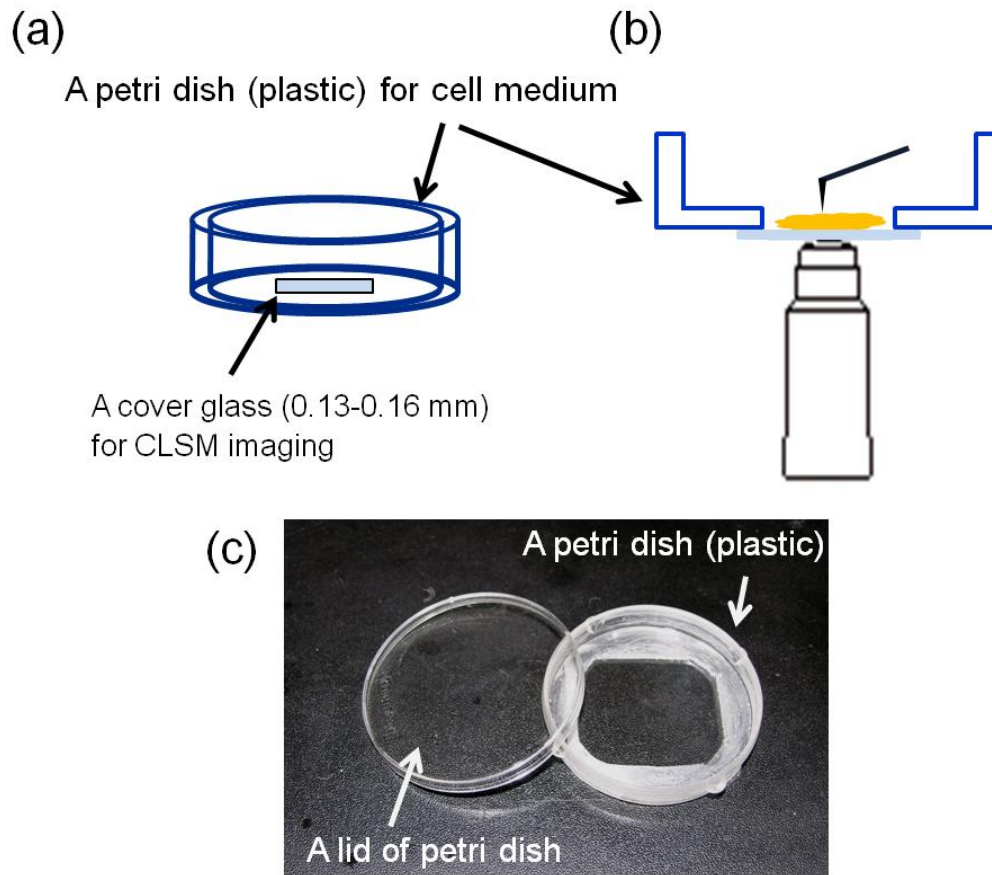 (a)
(b)
A petri dish (plastic) for cell medium
A cover glass (0.13-0.16 mm)
for CLSM imaging
(c)
A petri dish (plastic)
A lid of petri dish